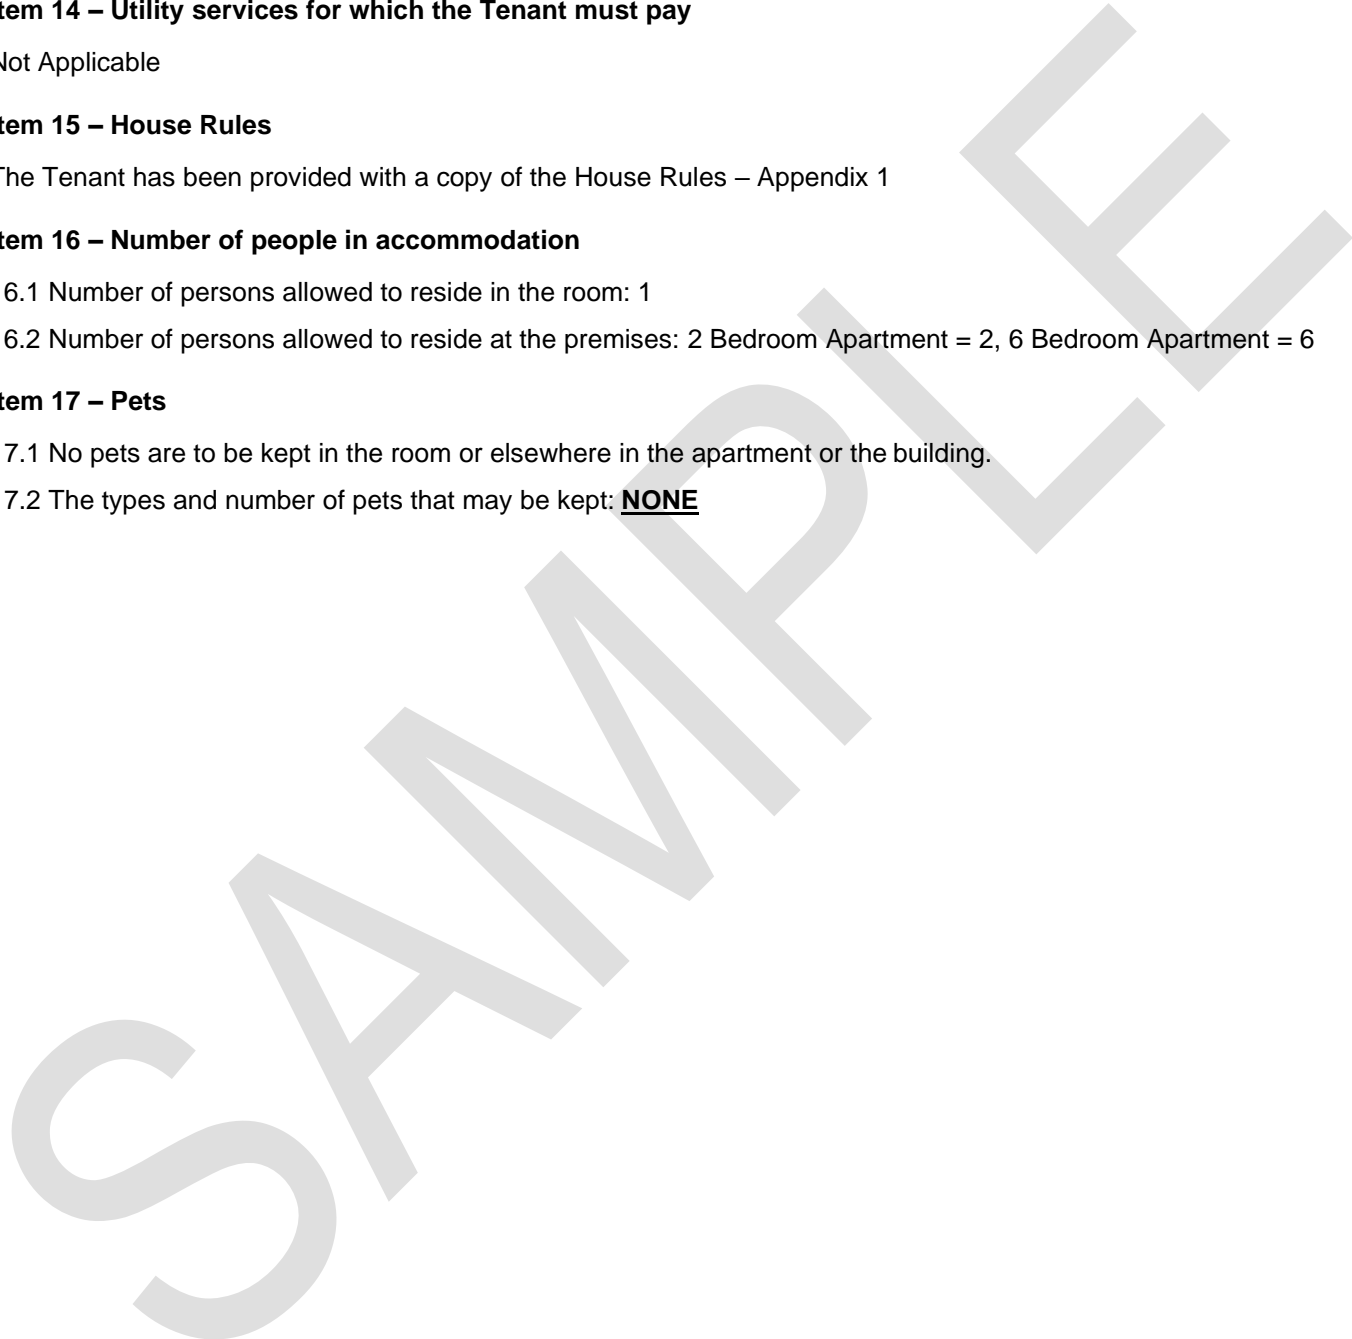 tem 14 – Utility services for which the Tenant must pay
Not Applicable
tem 15 – House Rules
The Tenant has been provided with a copy of the House Rules – Appendix 1
tem 16 – Number of people in accommodation
6.1 Number of persons allowed to reside in the room: 1
6.2 Number of persons allowed to reside at the premises: 2 Bedroom Apartment = 2, 6 Bedroom Apartment = 6
tem 17 – Pets
7.1 No pets are to be kept in the room or elsewhere in the apartment or the building.
7.2 The types and number of pets that may be kept: NONE
SAMPLE